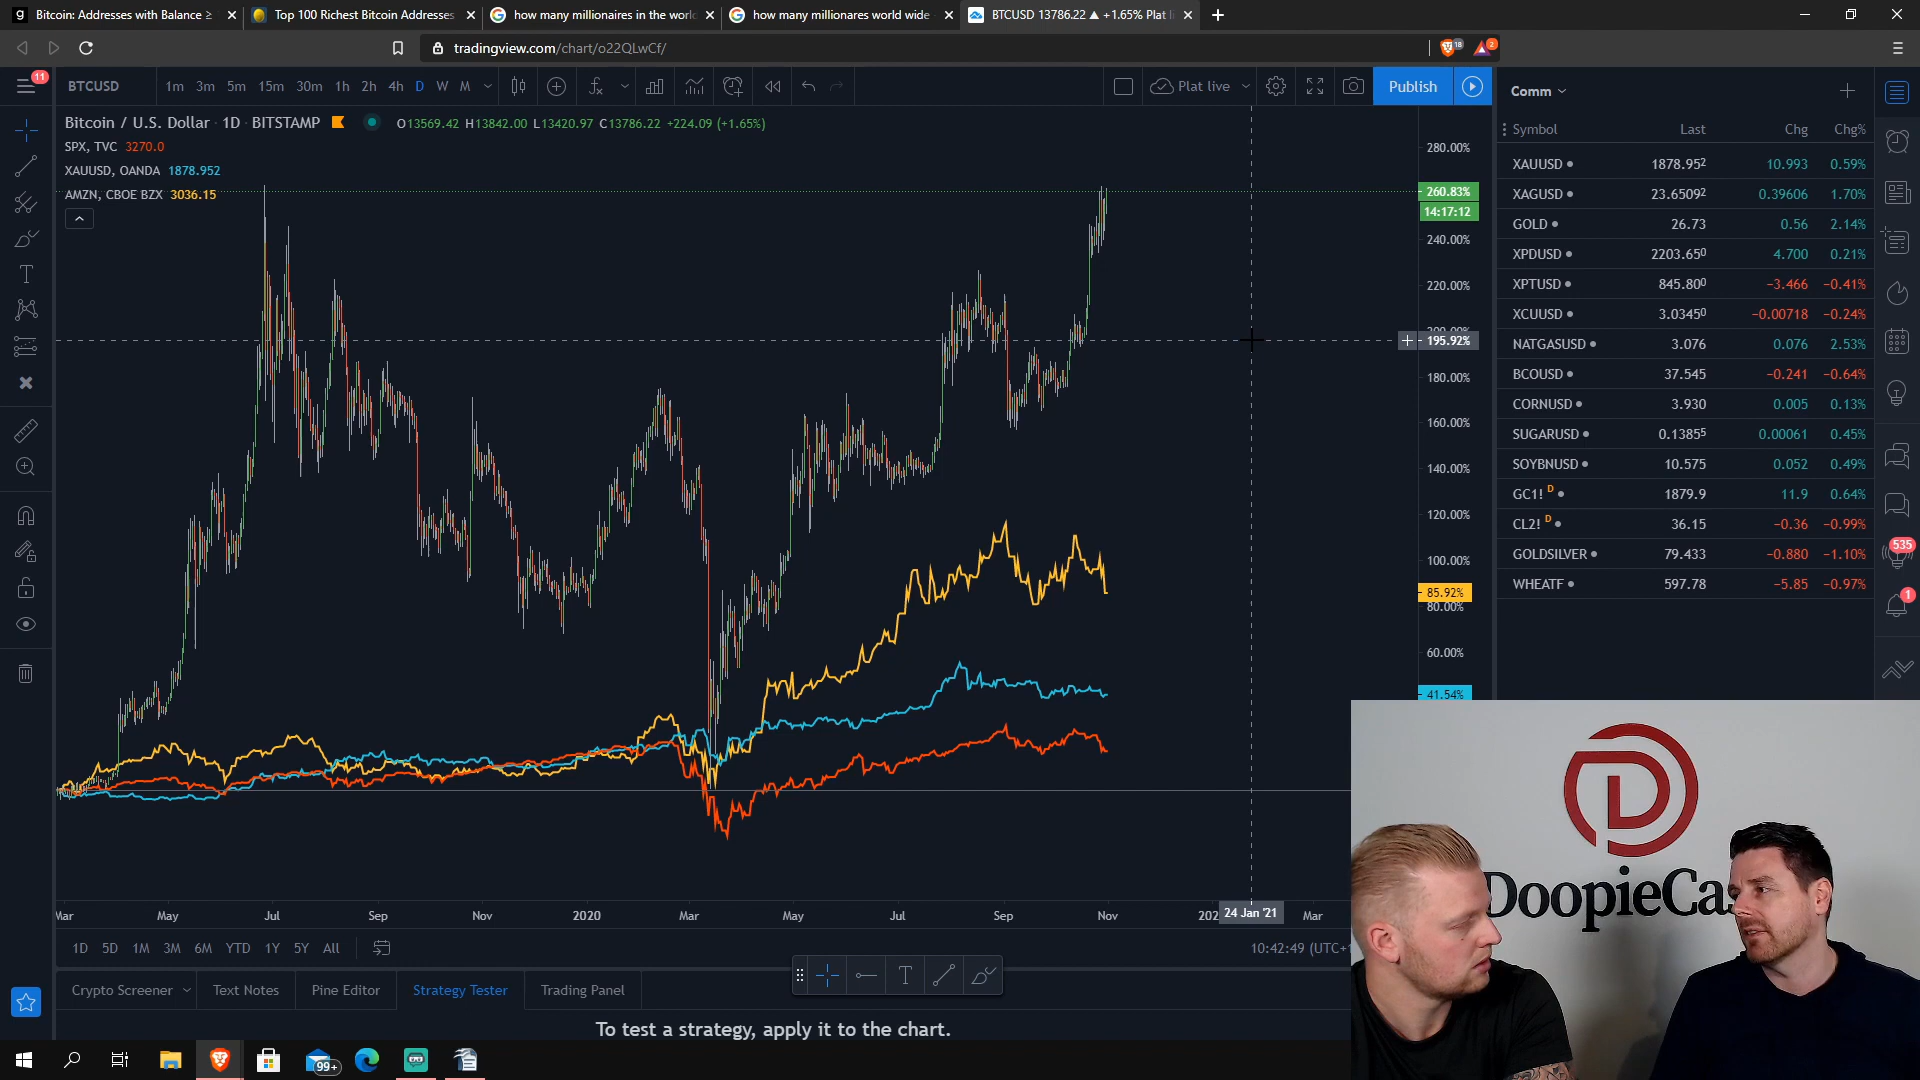 Bitcoin: Addresses with Balance ≥
Top 100 Richest Bitcoin Addresses
how many millionaires in the worl
how many millionares world wide
BTCUSD 13786.22 ▲ +1.65% Plat li
tradingview.com/chart/o22QLwCf/
18
2
11
BTCUSD
1m 3m 5m 15m 30m 1h 2h 4h D W M
Plat live
Publish
Comm
Bitcoin / U.S. Dollar · 1D · BITSTAMP
O13569.42 H13842.00 L13420.97 C13786.22 +224.09 (+1.65%)
SPX, TVC 3270.0
XAUUSD, OANDA 1878.952
AMZN, CBOE BZX 3036.15
280.00%
260.83%
14:17:12
240.00%
220.00%
200.00%
195.92%
180.00%
160.00%
140.00%
120.00%
100.00%
85.92%
80.00%
60.00%
41.54%
Symbol Last Chg Chg%
XAUUSD 1878.952 10.993 0.59%
XAGUSD 23.65092 0.39606 1.70%
GOLD 26.73 0.56 2.14%
XPDUSD 2203.650 4.700 0.21%
XPTUSD 845.800 −3.466 −0.41%
XCUUSD 3.03450 −0.00718 −0.24%
NATGASUSD 3.076 0.076 2.53%
BCOUSD 37.545 −0.241 −0.64%
CORNUSD 3.930 0.005 0.13%
SUGARUSD 0.13855 0.00061 0.45%
SOYBNUSD 10.575 0.052 0.49%
GC1! D 1879.9 11.9 0.64%
CL2! D 36.15 −0.36 −0.99%
GOLDSILVER 79.433 −0.880 −1.10%
WHEATF 597.78 −5.85 −0.97%
535
1
Mar May Jul Sep Nov 2020 Mar May Jul Sep Nov 202 24 Jan '21 Mar
1D 5D 1M 3M 6M YTD 1Y 5Y All
10:42:49 (UTC+1
Crypto Screener Text Notes Pine Editor Strategy Tester Trading Panel
To test a strategy, apply it to the chart.
99+
D
DoopieCas